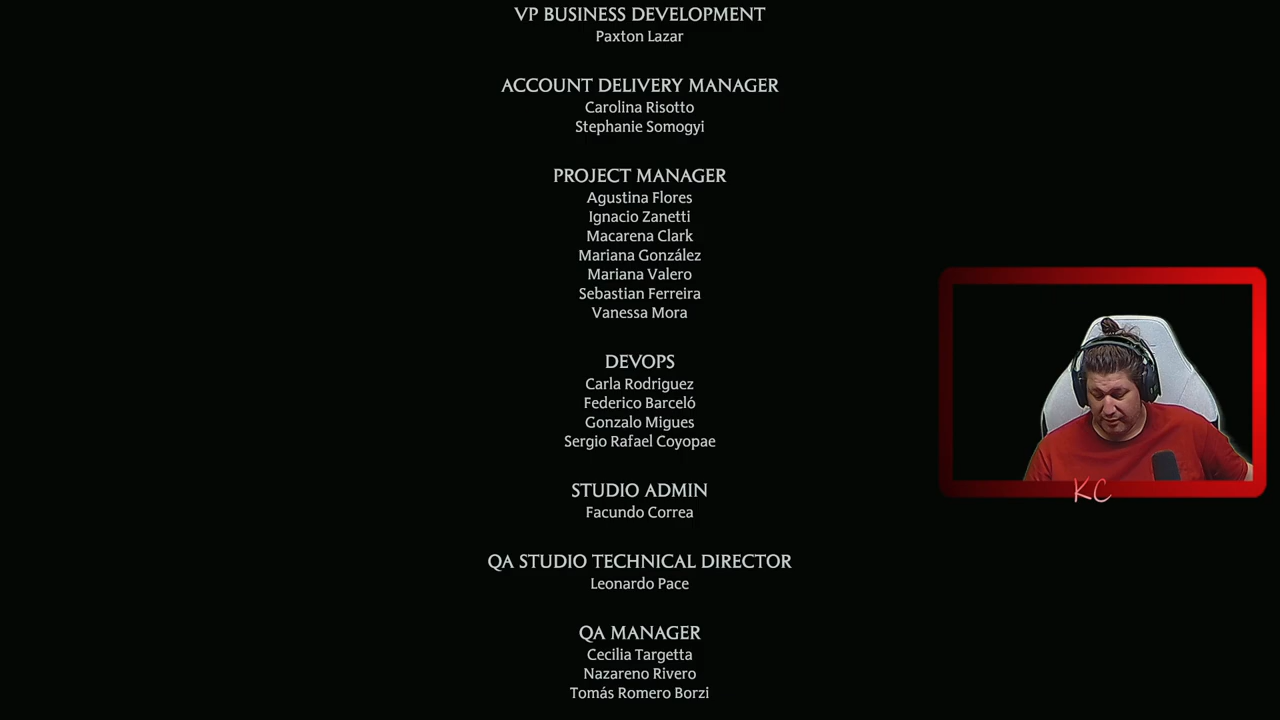 VP BUSINESS DEVELOPMENT
Paxton Lazar
ACCOUNT DELIVERY MANAGER
Carolina Risotto
Stephanie Somogyi
PROJECT MANAGER
Agustina Flores
Ignacio Zanetti
Macarena Clark
Mariana González
Mariana Valero
Sebastian Ferreira
Vanessa Mora
DEVOPS
Carla Rodriguez
Federico Barceló
Gonzalo Migues
Sergio Rafael Coyopae
STUDIO ADMIN
Facundo Correa
QA STUDIO TECHNICAL DIRECTOR
Leonardo Pace
QA MANAGER
Cecilia Targetta
Nazareno Rivero
Tomás Romero Borzi
KC